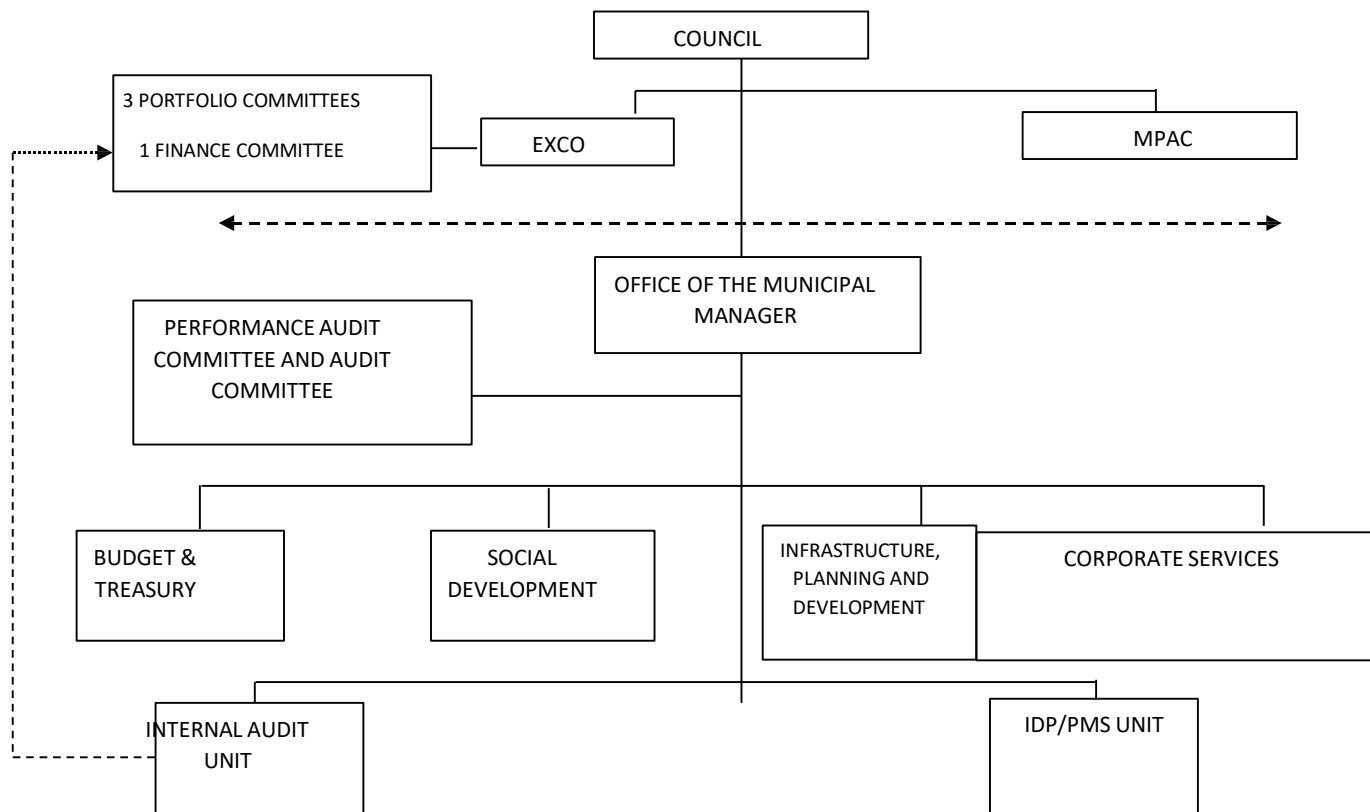 COUNCIL
3 PORTFOLIO COMMITTEES
1 FINANCE COMMITTEE
EXCO
MPAC
OFFICE OF THE MUNICIPAL
MANAGER
PERFORMANCE AUDIT
COMMITTEE AND AUDIT
COMMITTEE
BUDGET &
TREASURY
SOCIAL
DEVELOPMENT
INFRASTRUCTURE,
PLANNING AND
DEVELOPMENT
CORPORATE SERVICES
INTERNAL AUDIT
UNIT
IDP/PMS UNIT